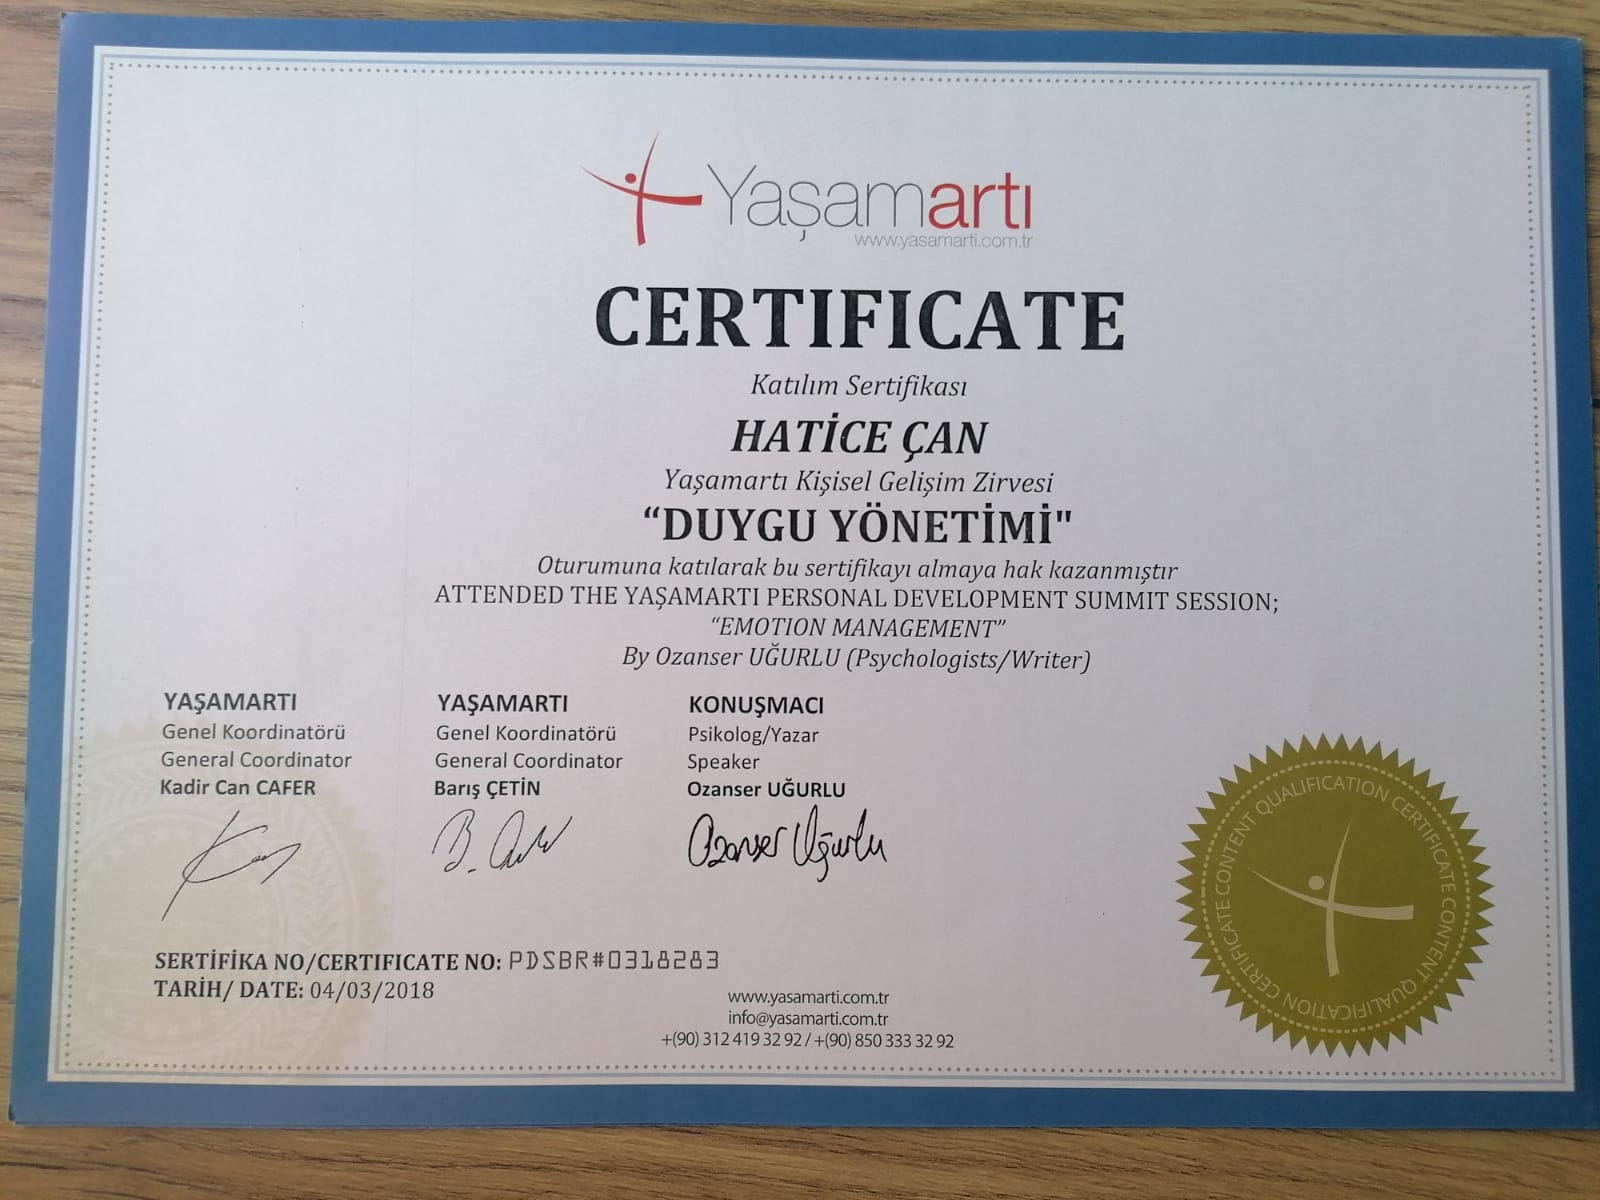 Yaşamartı
www.yasamarti.com.tr
CERTIFICATE
Katılım Sertifikası
HATİCE ÇAN
Yaşamartı Kişisel Gelişim Zirvesi
“DUYGU YÖNETİMİ"
Oturumuna katılarak bu sertifikayı almaya hak kazanmıştır
ATTENDED THE YAŞAMARTI PERSONAL DEVELOPMENT SUMMIT SESSION;
“EMOTION MANAGEMENT”
By Ozanser UĞURLU (Psychologists/Writer)
YAŞAMARTI
Genel Koordinatörü
General Coordinator
Kadir Can CAFER
YAŞAMARTI
Genel Koordinatörü
General Coordinator
Barış ÇETİN
KONUŞMACI
Psikolog/Yazar
Speaker
Ozanser UĞURLU
Ozanser Uğurlu
SERTİFİKA NO/CERTIFICATE NO: PDSBR#0318283
TARİH/ DATE: 04/03/2018
www.yasamarti.com.tr
info@yasamarti.com.tr
+(90) 312 419 32 92 / +(90) 850 333 32 92
CERTIFICATE CONTENT QUALIFICATION CERTIFICATE CONTENT QUALIFICATION